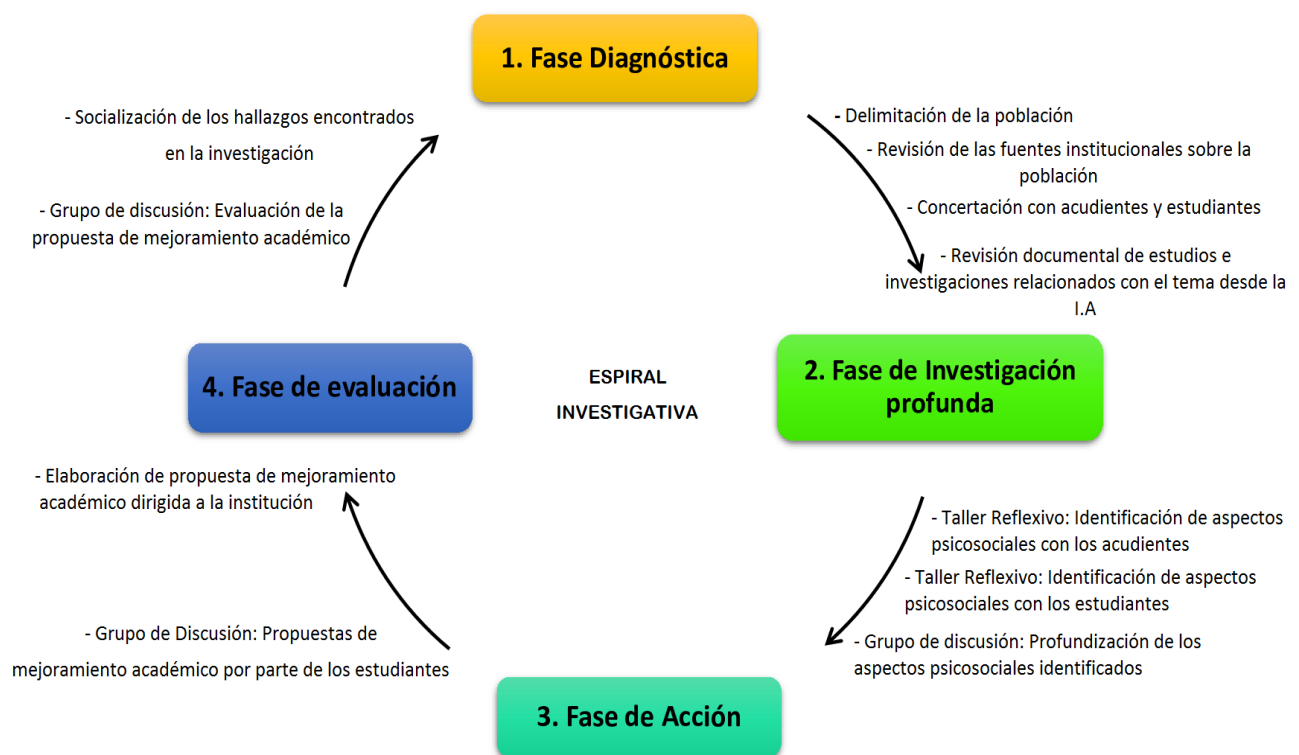 1. Fase Diagnóstica
- Delimitación de la población
- Revisión de las fuentes institucionales sobre la
población
- Concertación con acudientes y estudiantes
- Revisión documental de estudios e
investigaciones relacionados con el tema desde la
I.A
2. Fase de Investigación
profunda
- Taller Reflexivo: Identificación de aspectos
psicosociales con los acudientes
- Taller Reflexivo: Identificación de aspectos
psicosociales con los estudiantes
- Grupo de discusión: Profundización de los
aspectos psicosociales identificados
3. Fase de Acción
- Grupo de Discusión: Propuestas de
mejoramiento académico por parte de los estudiantes
- Elaboración de propuesta de mejoramiento
académico dirigida a la institución
4. Fase de evaluación
- Grupo de discusión: Evaluación de la
propuesta de mejoramiento académico
- Socialización de los hallazgos encontrados
en la investigación
ESPIRAL
INVESTIGATIVA